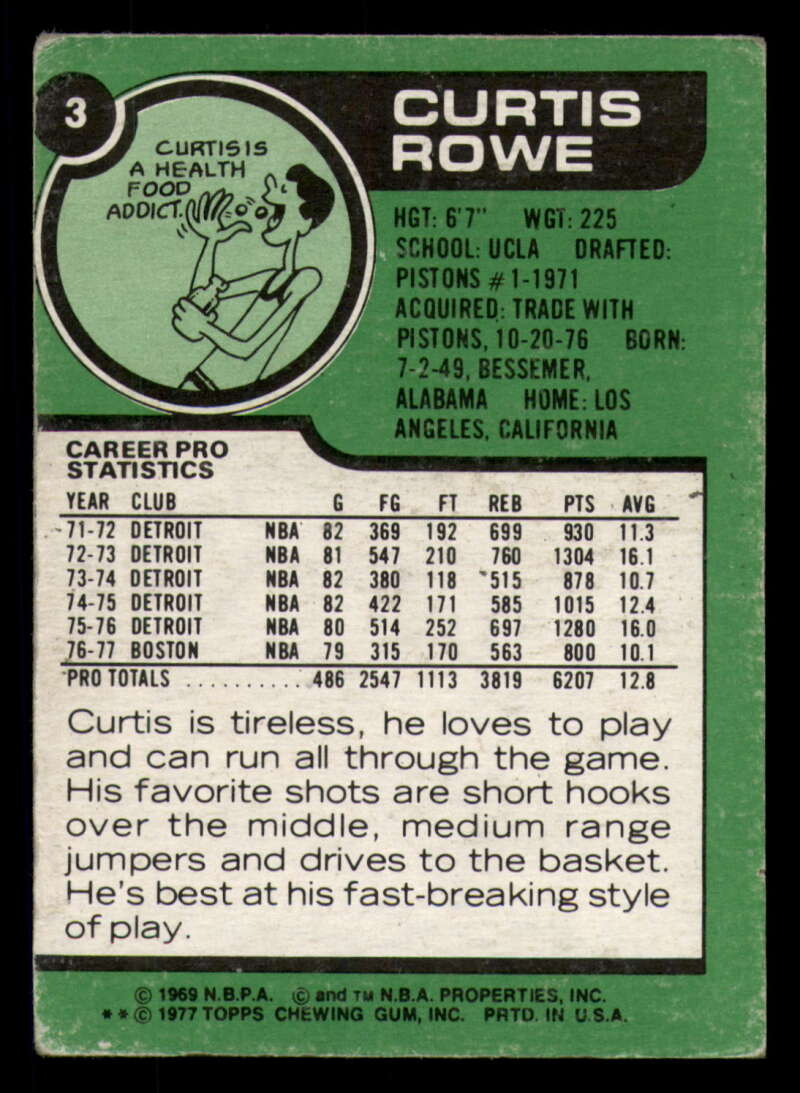 3
CURTIS
ROWE
CURTIS IS
A HEALTH
FOOD
ADDICT.
HGT: 6'7" WGT: 225
SCHOOL: UCLA DRAFTED:
PISTONS #1-1971
ACQUIRED: TRADE WITH
PISTONS, 10-20-76 BORN:
7-2-49, BESSEMER,
ALABAMA HOME: LOS
ANGELES, CALIFORNIA
CAREER PRO
STATISTICS
YEAR CLUB G FG FT REB PTS AVG
71-72 DETROIT NBA 82 369 192 699 930 11.3
72-73 DETROIT NBA 81 547 210 760 1304 16.1
73-74 DETROIT NBA 82 380 118 515 878 10.7
74-75 DETROIT NBA 82 422 171 585 1015 12.4
75-76 DETROIT NBA 80 514 252 697 1280 16.0
76-77 BOSTON NBA 79 315 170 563 800 10.1
PRO TOTALS .......... 486 2547 1113 3819 6207 12.8
Curtis is tireless, he loves to play
and can run all through the game.
His favorite shots are short hooks
over the middle, medium range
jumpers and drives to the basket.
He's best at his fast-breaking style
of play.
© 1969 N.B.P.A. © and TM N.B.A. PROPERTIES, INC.
**© 1977 TOPPS CHEWING GUM, INC. PRTD. IN U.S.A.